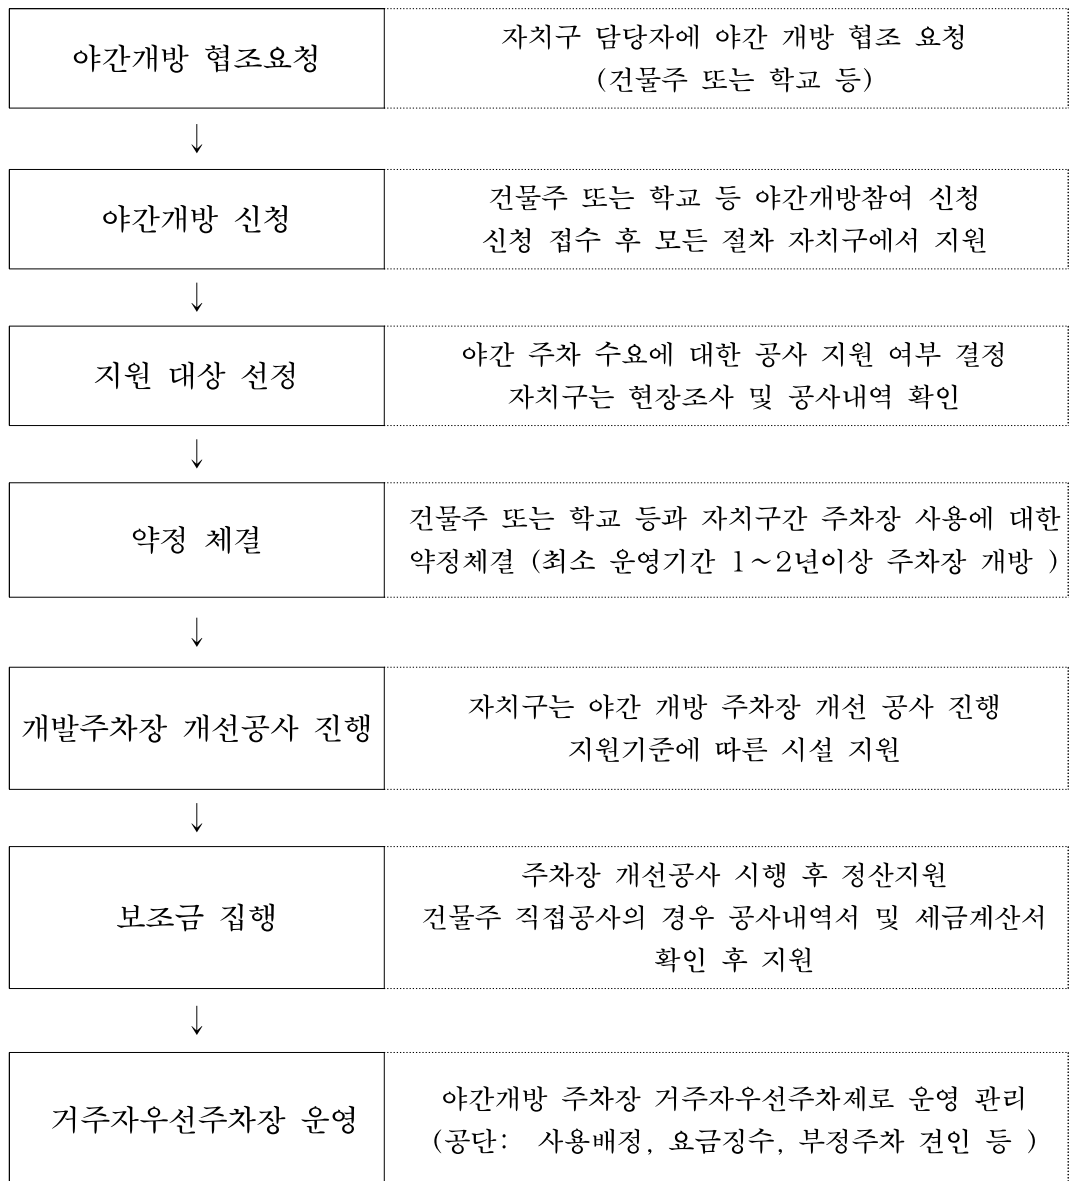 야간개방 협조요청
자치구 담당자에 야간 개방 협조 요청
(건물주 또는 학교 등)
↓
야간개방 신청
건물주 또는 학교 등 야간개방참여 신청
신청 접수 후 모든 절차 자치구에서 지원
↓
지원 대상 선정
야간 주차 수요에 대한 공사 지원 여부 결정
자치구는 현장조사 및 공사내역 확인
↓
약정 체결
건물주 또는 학교 등과 자치구간 주차장 사용에 대한
약정체결 (최소 운영기간 1~2년이상 주차장 개방 )
↓
개발주차장 개선공사 진행
자치구는 야간 개방 주차장 개선 공사 진행
지원기준에 따른 시설 지원
↓
보조금 집행
주차장 개선공사 시행 후 정산지원
건물주 직접공사의 경우 공사내역서 및 세금계산서
확인 후 지원
↓
거주자우선주차장 운영
야간개방 주차장 거주자우선주차제로 운영 관리
(공단: 사용배정, 요금징수, 부정주차 견인 등 )